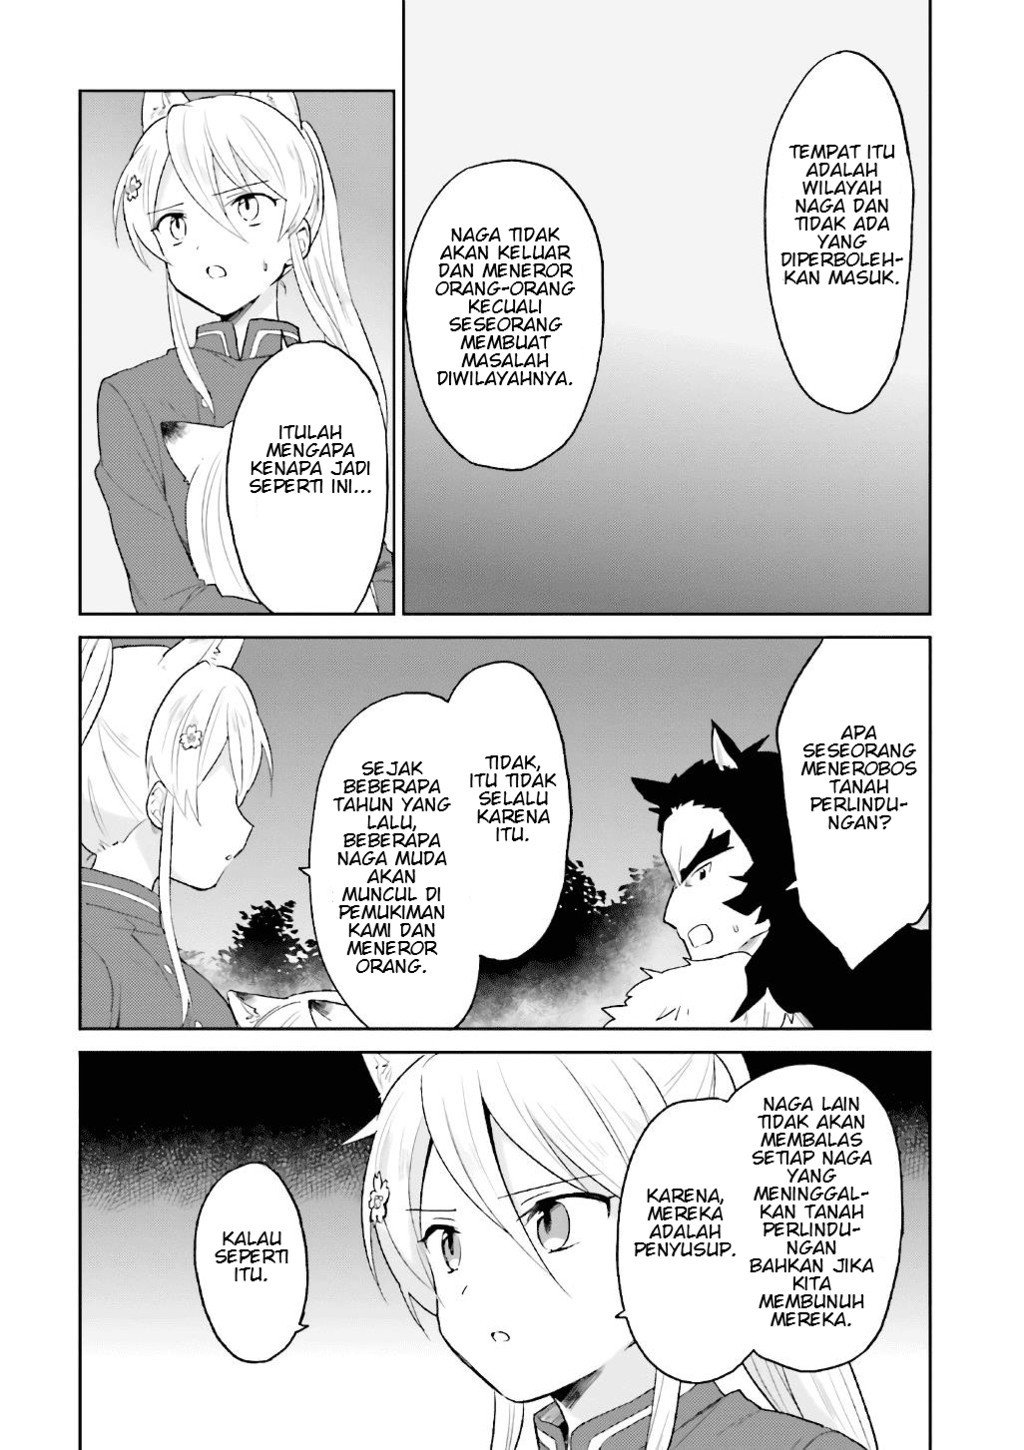 TEMPAT ITU
ADALAH
WILAYAH
NAGA DAN
TIDAK ADA
YANG
DIPERBOLEH-
KAN MASUK.
NAGA TIDAK
AKAN KELUAR
DAN MENEROR
ORANG-ORANG
KECUALI
SESEORANG
MEMBUAT
MASALAH
DIWILAYAHNYA.
ITULAH
MENGAPA
KENAPA JADI
SEPERTI INI...
APA
SESEORANG
MENEROBOS
TANAH
PERLINDU-
NGAN?
TIDAK,
ITU TIDAK
SELALU
KARENA
ITU.
SEJAK
BEBERAPA
TAHUN YANG
LALU,
BEBERAPA
NAGA MUDA
AKAN
MUNCUL DI
PEMUKIMAN
KAMI DAN
MENEROR
ORANG.
NAGA LAIN
TIDAK AKAN
MEMBALAS
SETIAP NAGA
YANG
MENINGGAL-
KAN TANAH
PERLINDU-
NGAN
BAHKAN JIKA
KITA
MEMBUNUH
MEREKA.
KARENA,
MEREKA
ADALAH
PENYUSUP.
KALAU
SEPERTI
ITU.